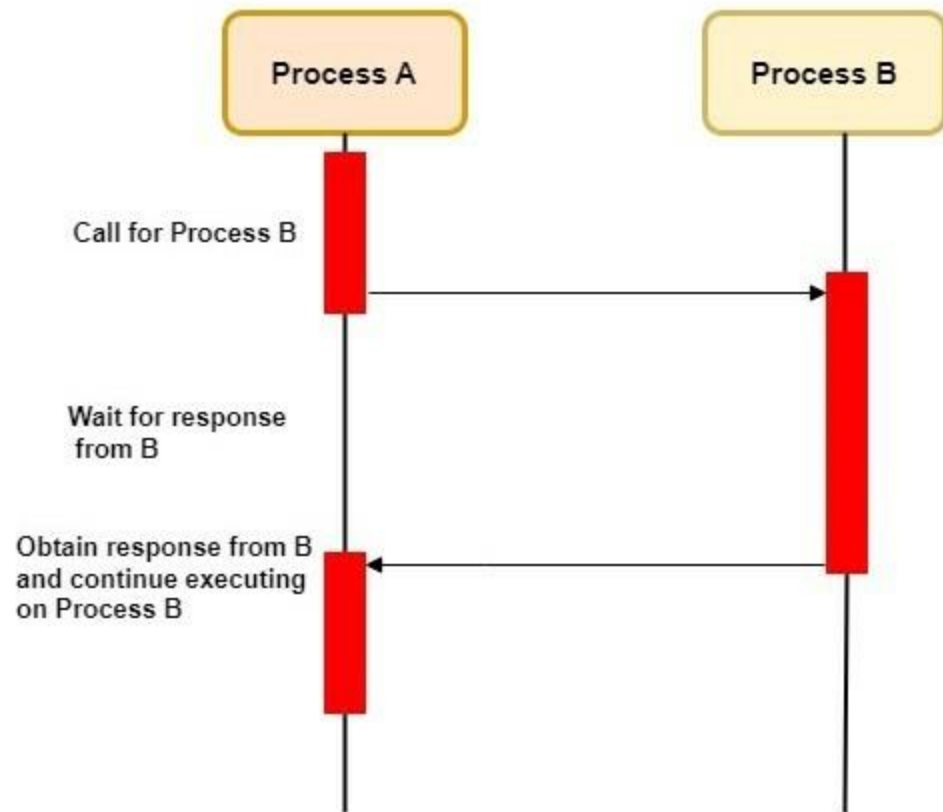 Process A
Process B
Call for Process B
Wait for response
from B
Obtain response from B
and continue executing
on Process B